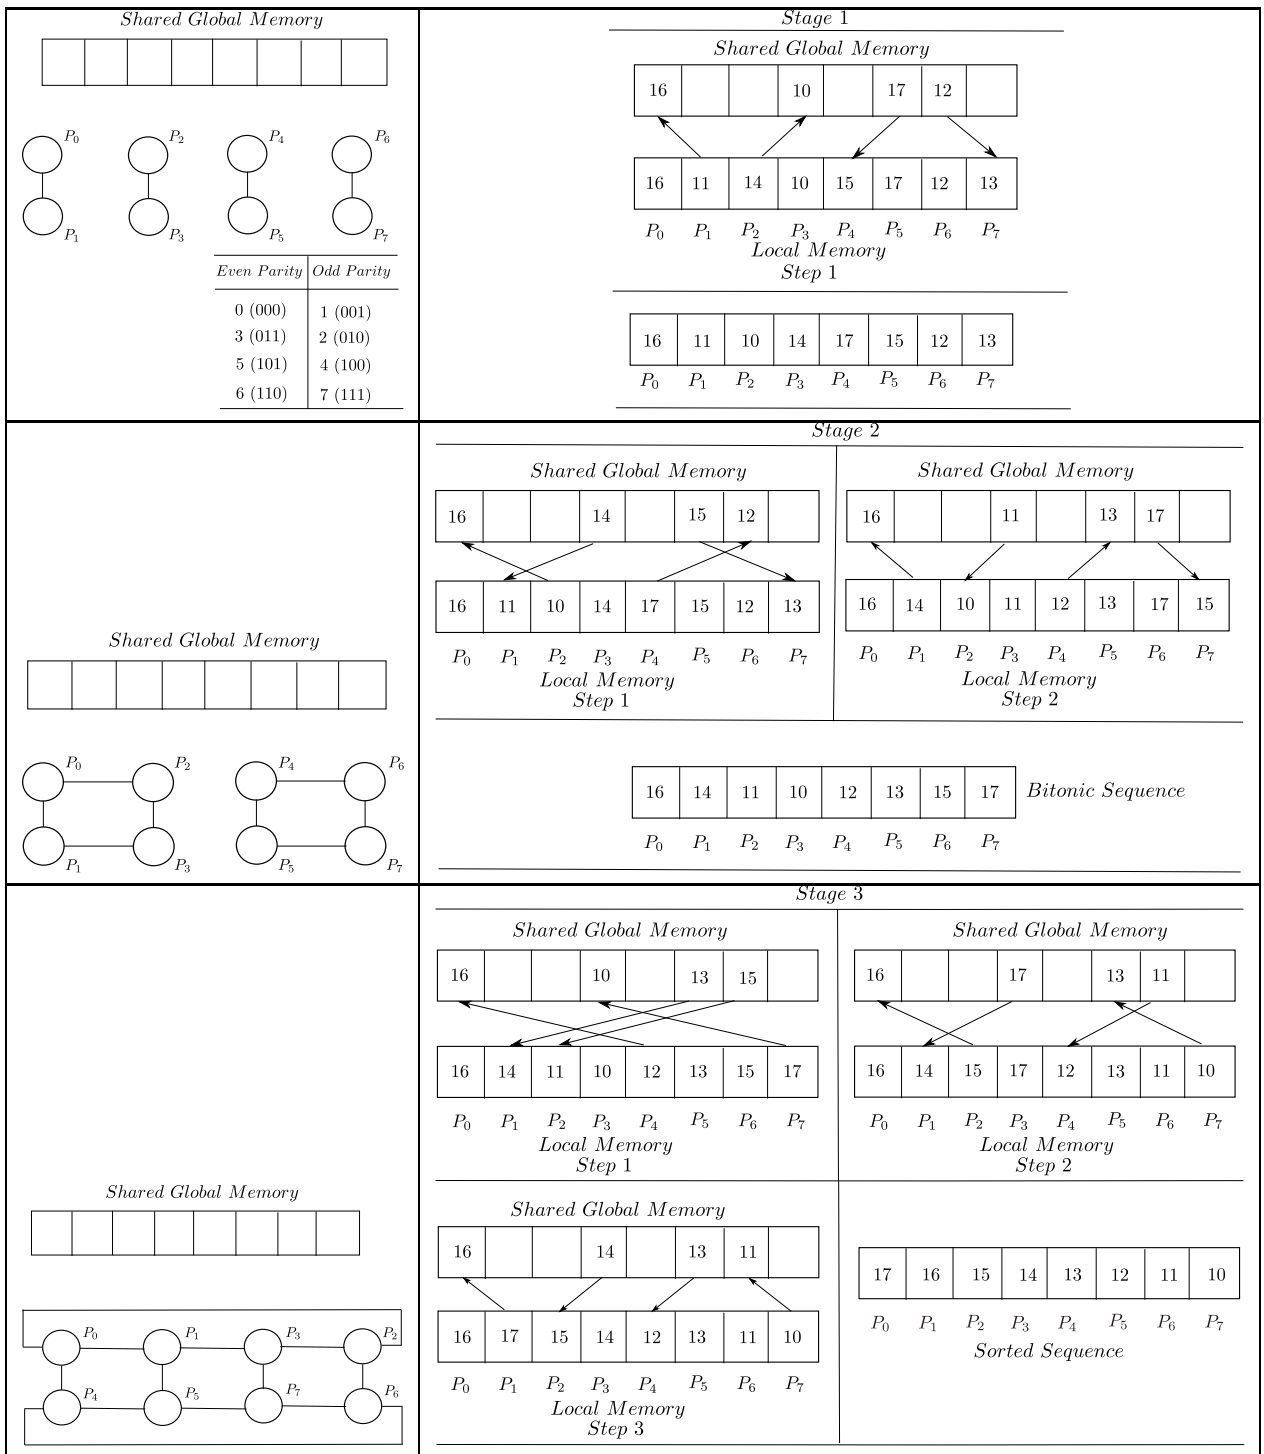 Shared Global Memory
P0 P2 P4 P6
P1 P3 P5 P7
Even Parity Odd Parity
0 (000) 1 (001)
3 (011) 2 (010)
5 (101) 4 (100)
6 (110) 7 (111)
Stage 1
Shared Global Memory
16 10 17 12
16 11 14 10 15 17 12 13
P0 P1 P2 P3 P4 P5 P6 P7
Local Memory
Step 1
16 11 10 14 17 15 12 13
P0 P1 P2 P3 P4 P5 P6 P7
Shared Global Memory
P0 P2 P4 P6
P1 P3 P5 P7
Stage 2
Shared Global Memory
16 14 15 12
16 11 10 14 17 15 12 13
P0 P1 P2 P3 P4 P5 P6 P7
Local Memory
Step 1
Shared Global Memory
16 11 13 17
16 14 10 11 12 13 17 15
P0 P1 P2 P3 P4 P5 P6 P7
Local Memory
Step 2
16 14 11 10 12 13 15 17 Bitonic Sequence
P0 P1 P2 P3 P4 P5 P6 P7
Shared Global Memory
P0 P1 P3 P2
P4 P5 P7 P6
Stage 3
Shared Global Memory
16 10 13 15
16 14 11 10 12 13 15 17
P0 P1 P2 P3 P4 P5 P6 P7
Local Memory
Step 1
Shared Global Memory
16 17 13 11
16 14 15 17 12 13 11 10
P0 P1 P2 P3 P4 P5 P6 P7
Local Memory
Step 2
Shared Global Memory
16 14 13 11
16 17 15 14 12 13 11 10
P0 P1 P2 P3 P4 P5 P6 P7
Local Memory
Step 3
17 16 15 14 13 12 11 10
P0 P1 P2 P3 P4 P5 P6 P7
Sorted Sequence